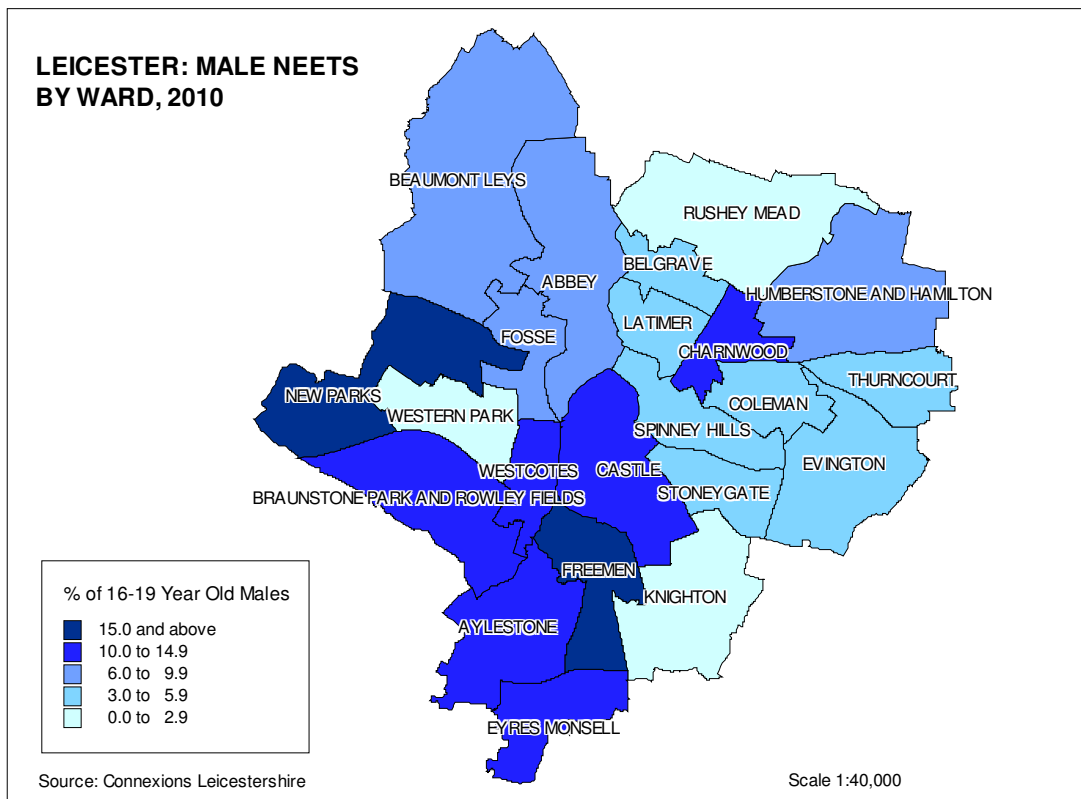 LEICESTER: MALE NEETS
BY WARD, 2010
BEAUMONT LEYS
RUSHEY MEAD
BELGRAVE
ABBEY
HUMBERSTONE AND HAMILTON
LATIMER
FOSSE
CHARNWOOD
THURNCOURT
NEW PARKS
COLEMAN
WESTERN PARK
SPINNEY HILLS
EVINGTON
WESTCOTES
CASTLE
STONEYGATE
BRAUNSTONE PARK AND ROWLEY FIELDS
FREEMEN
KNIGHTON
AYLESTONE
EYRES MONSELL
% of 16-19 Year Old Males
15.0 and above
10.0 to 14.9
6.0 to 9.9
3.0 to 5.9
0.0 to 2.9
Source: Connexions Leicestershire
Scale 1:40,000